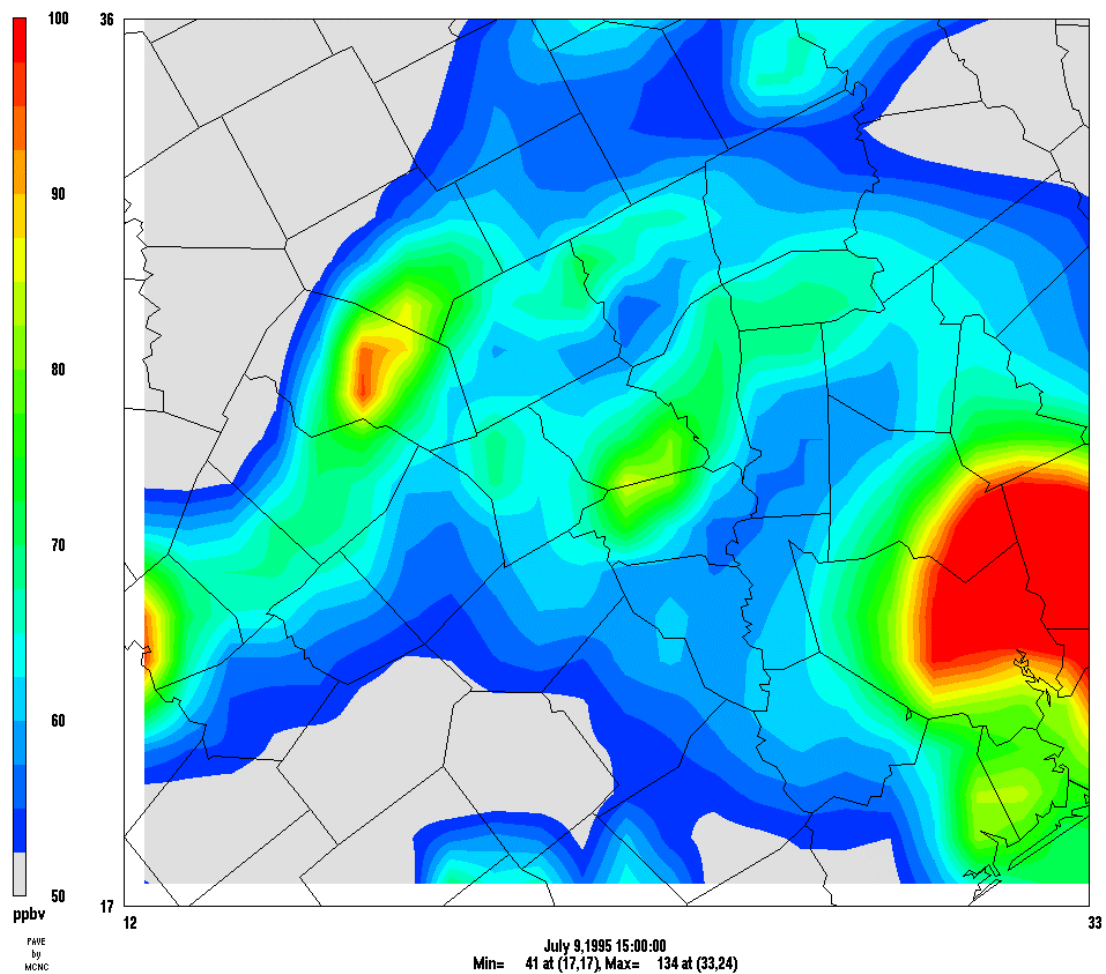 100
90
80
70
60
50
ppbv
PAVE
by
MCNC
36
17
12
33
July 9,1995 15:00:00
Min= 41 at (17,17), Max= 134 at (33,24)